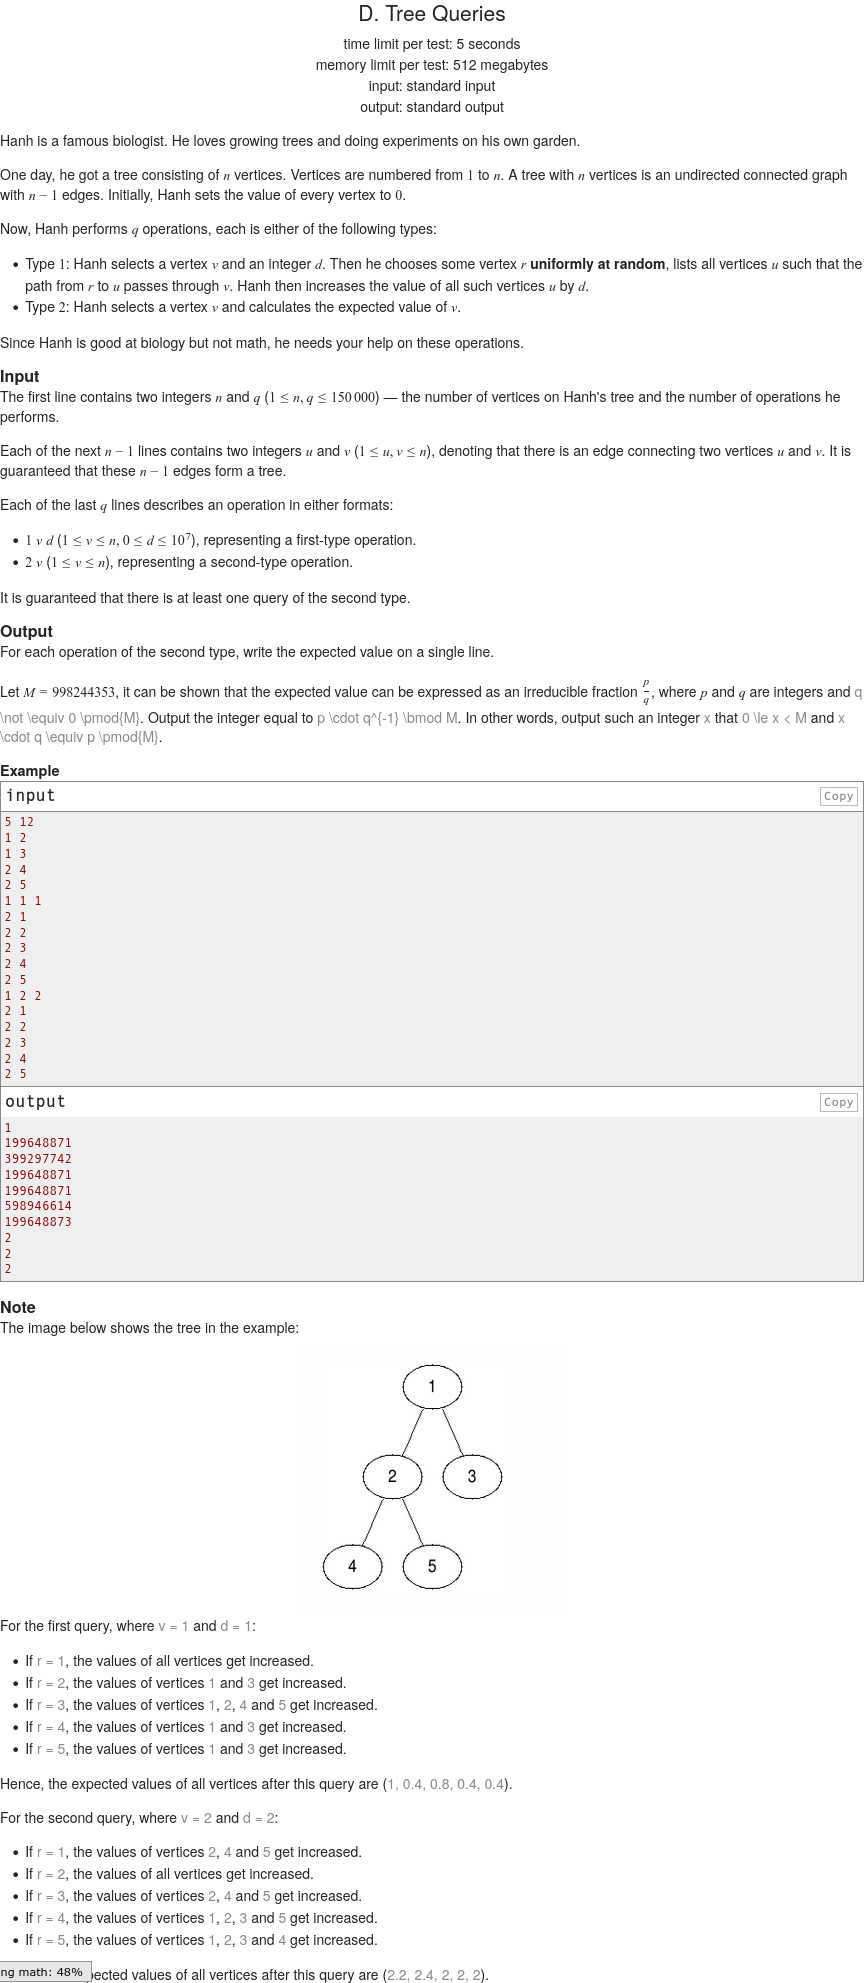 D. Tree Queries
time limit per test: 5 seconds
memory limit per test: 512 megabytes
input: standard input
output: standard output
Hanh is a famous biologist. He loves growing trees and doing experiments on his own garden.
One day, he got a tree consisting of n vertices. Vertices are numbered from 1 to n. A tree with n vertices is an undirected connected graph
with n − 1 edges. Initially, Hanh sets the value of every vertex to 0.
Now, Hanh performs q operations, each is either of the following types:
• Type 1: Hanh selects a vertex v and an integer d. Then he chooses some vertex r uniformly at random, lists all vertices u such that the
path from r to u passes through v. Hanh then increases the value of all such vertices u by d.
• Type 2: Hanh selects a vertex v and calculates the expected value of v.
Since Hanh is good at biology but not math, he needs your help on these operations.
Input
The first line contains two integers n and q (1 ≤ n, q ≤ 150 000) — the number of vertices on Hanh's tree and the number of operations he
performs.
Each of the next n − 1 lines contains two integers u and v (1 ≤ u, v ≤ n), denoting that there is an edge connecting two vertices u and v. It is
guaranteed that these n − 1 edges form a tree.
Each of the last q lines describes an operation in either formats:
• 1 v d (1 ≤ v ≤ n, 0 ≤ d ≤ 10^7), representing a first-type operation.
• 2 v (1 ≤ v ≤ n), representing a second-type operation.
It is guaranteed that there is at least one query of the second type.
Output
For each operation of the second type, write the expected value on a single line.
Let M = 998244353, it can be shown that the expected value can be expressed as an irreducible fraction p/q, where p and q are integers and q
\not \equiv 0 \pmod{M}. Output the integer equal to p \cdot q^{-1} \bmod M. In other words, output such an integer x that 0 \le x < M and x
\cdot q \equiv p \pmod{M}.
Example
input Copy
5 12
1 2
1 3
2 4
2 5
1 1 1
2 1
2 2
2 3
2 4
2 5
1 2 2
2 1
2 2
2 3
2 4
2 5
output Copy
1
199648871
399297742
199648871
199648871
598946614
199648873
2
2
2
Note
The image below shows the tree in the example:
1
2 3
4 5
For the first query, where v = 1 and d = 1:
• If r = 1, the values of all vertices get increased.
• If r = 2, the values of vertices 1 and 3 get increased.
• If r = 3, the values of vertices 1, 2, 4 and 5 get increased.
• If r = 4, the values of vertices 1 and 3 get increased.
• If r = 5, the values of vertices 1 and 3 get increased.
Hence, the expected values of all vertices after this query are (1, 0.4, 0.8, 0.4, 0.4).
For the second query, where v = 2 and d = 2:
• If r = 1, the values of vertices 2, 4 and 5 get increased.
• If r = 2, the values of all vertices get increased.
• If r = 3, the values of vertices 2, 4 and 5 get increased.
• If r = 4, the values of vertices 1, 2, 3 and 5 get increased.
• If r = 5, the values of vertices 1, 2, 3 and 4 get increased.
ng math: 48% pected values of all vertices after this query are (2.2, 2.4, 2, 2, 2).